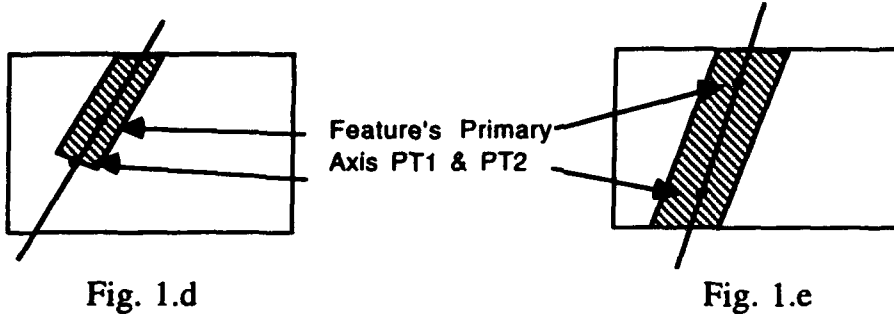 Feature's Primary
Axis PT1 & PT2
Fig. 1.d
Fig. 1.e